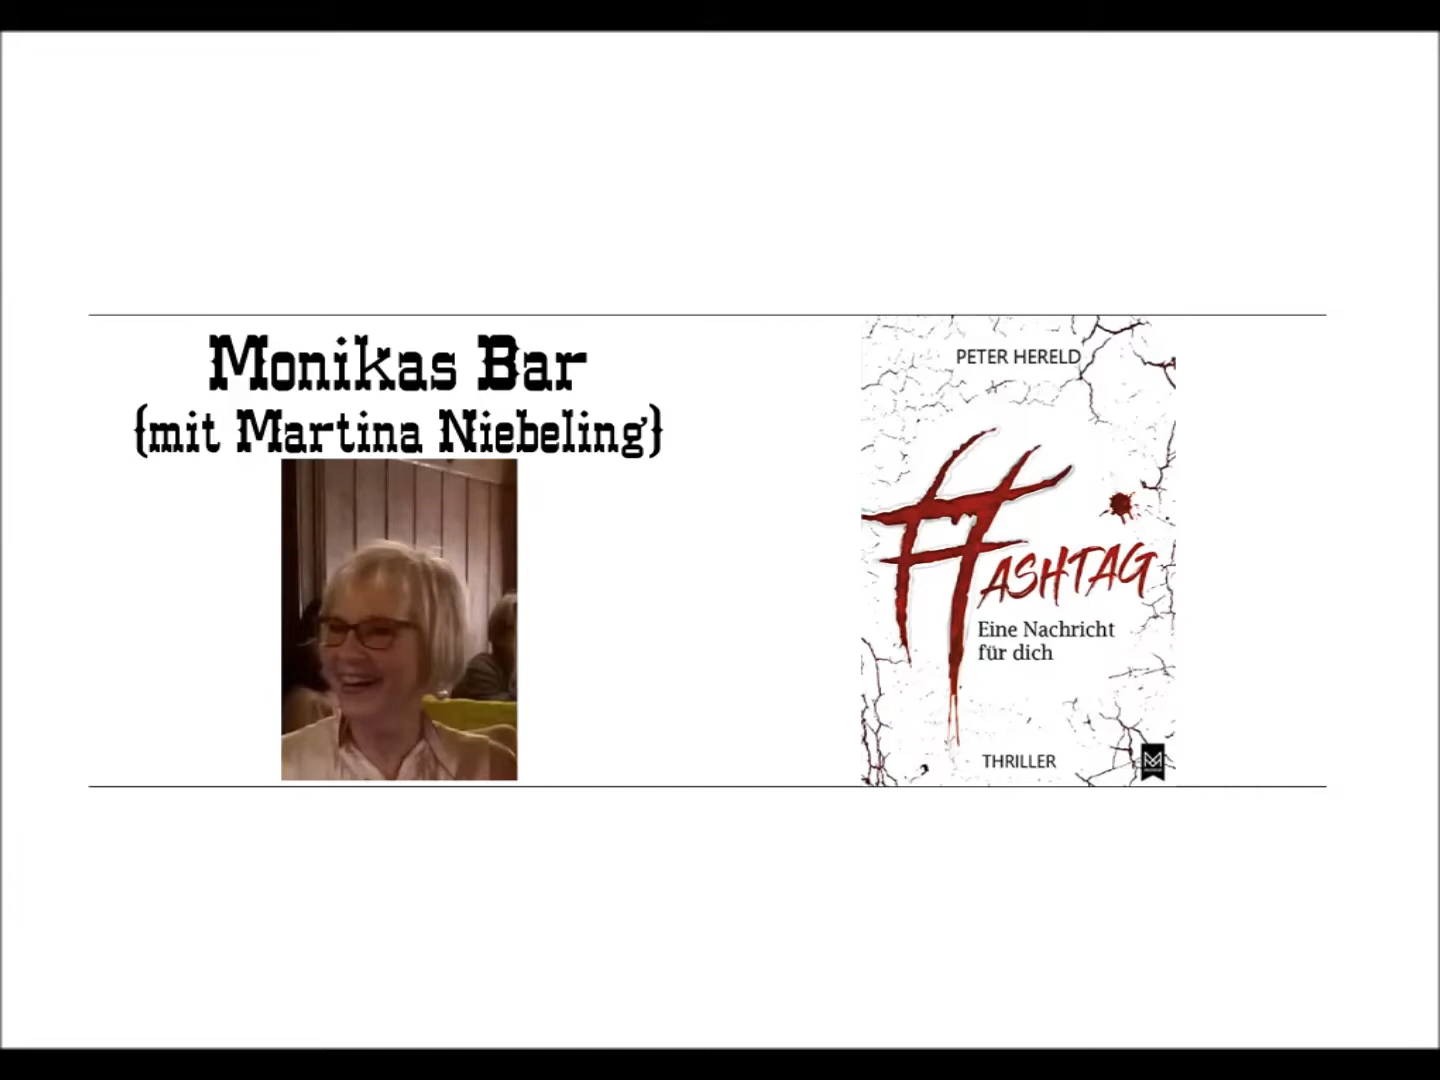 Monikas Bar
{mit Martina Niebeling}
PETER HERELD
HASHTAG
Eine Nachricht
für dich
THRILLER